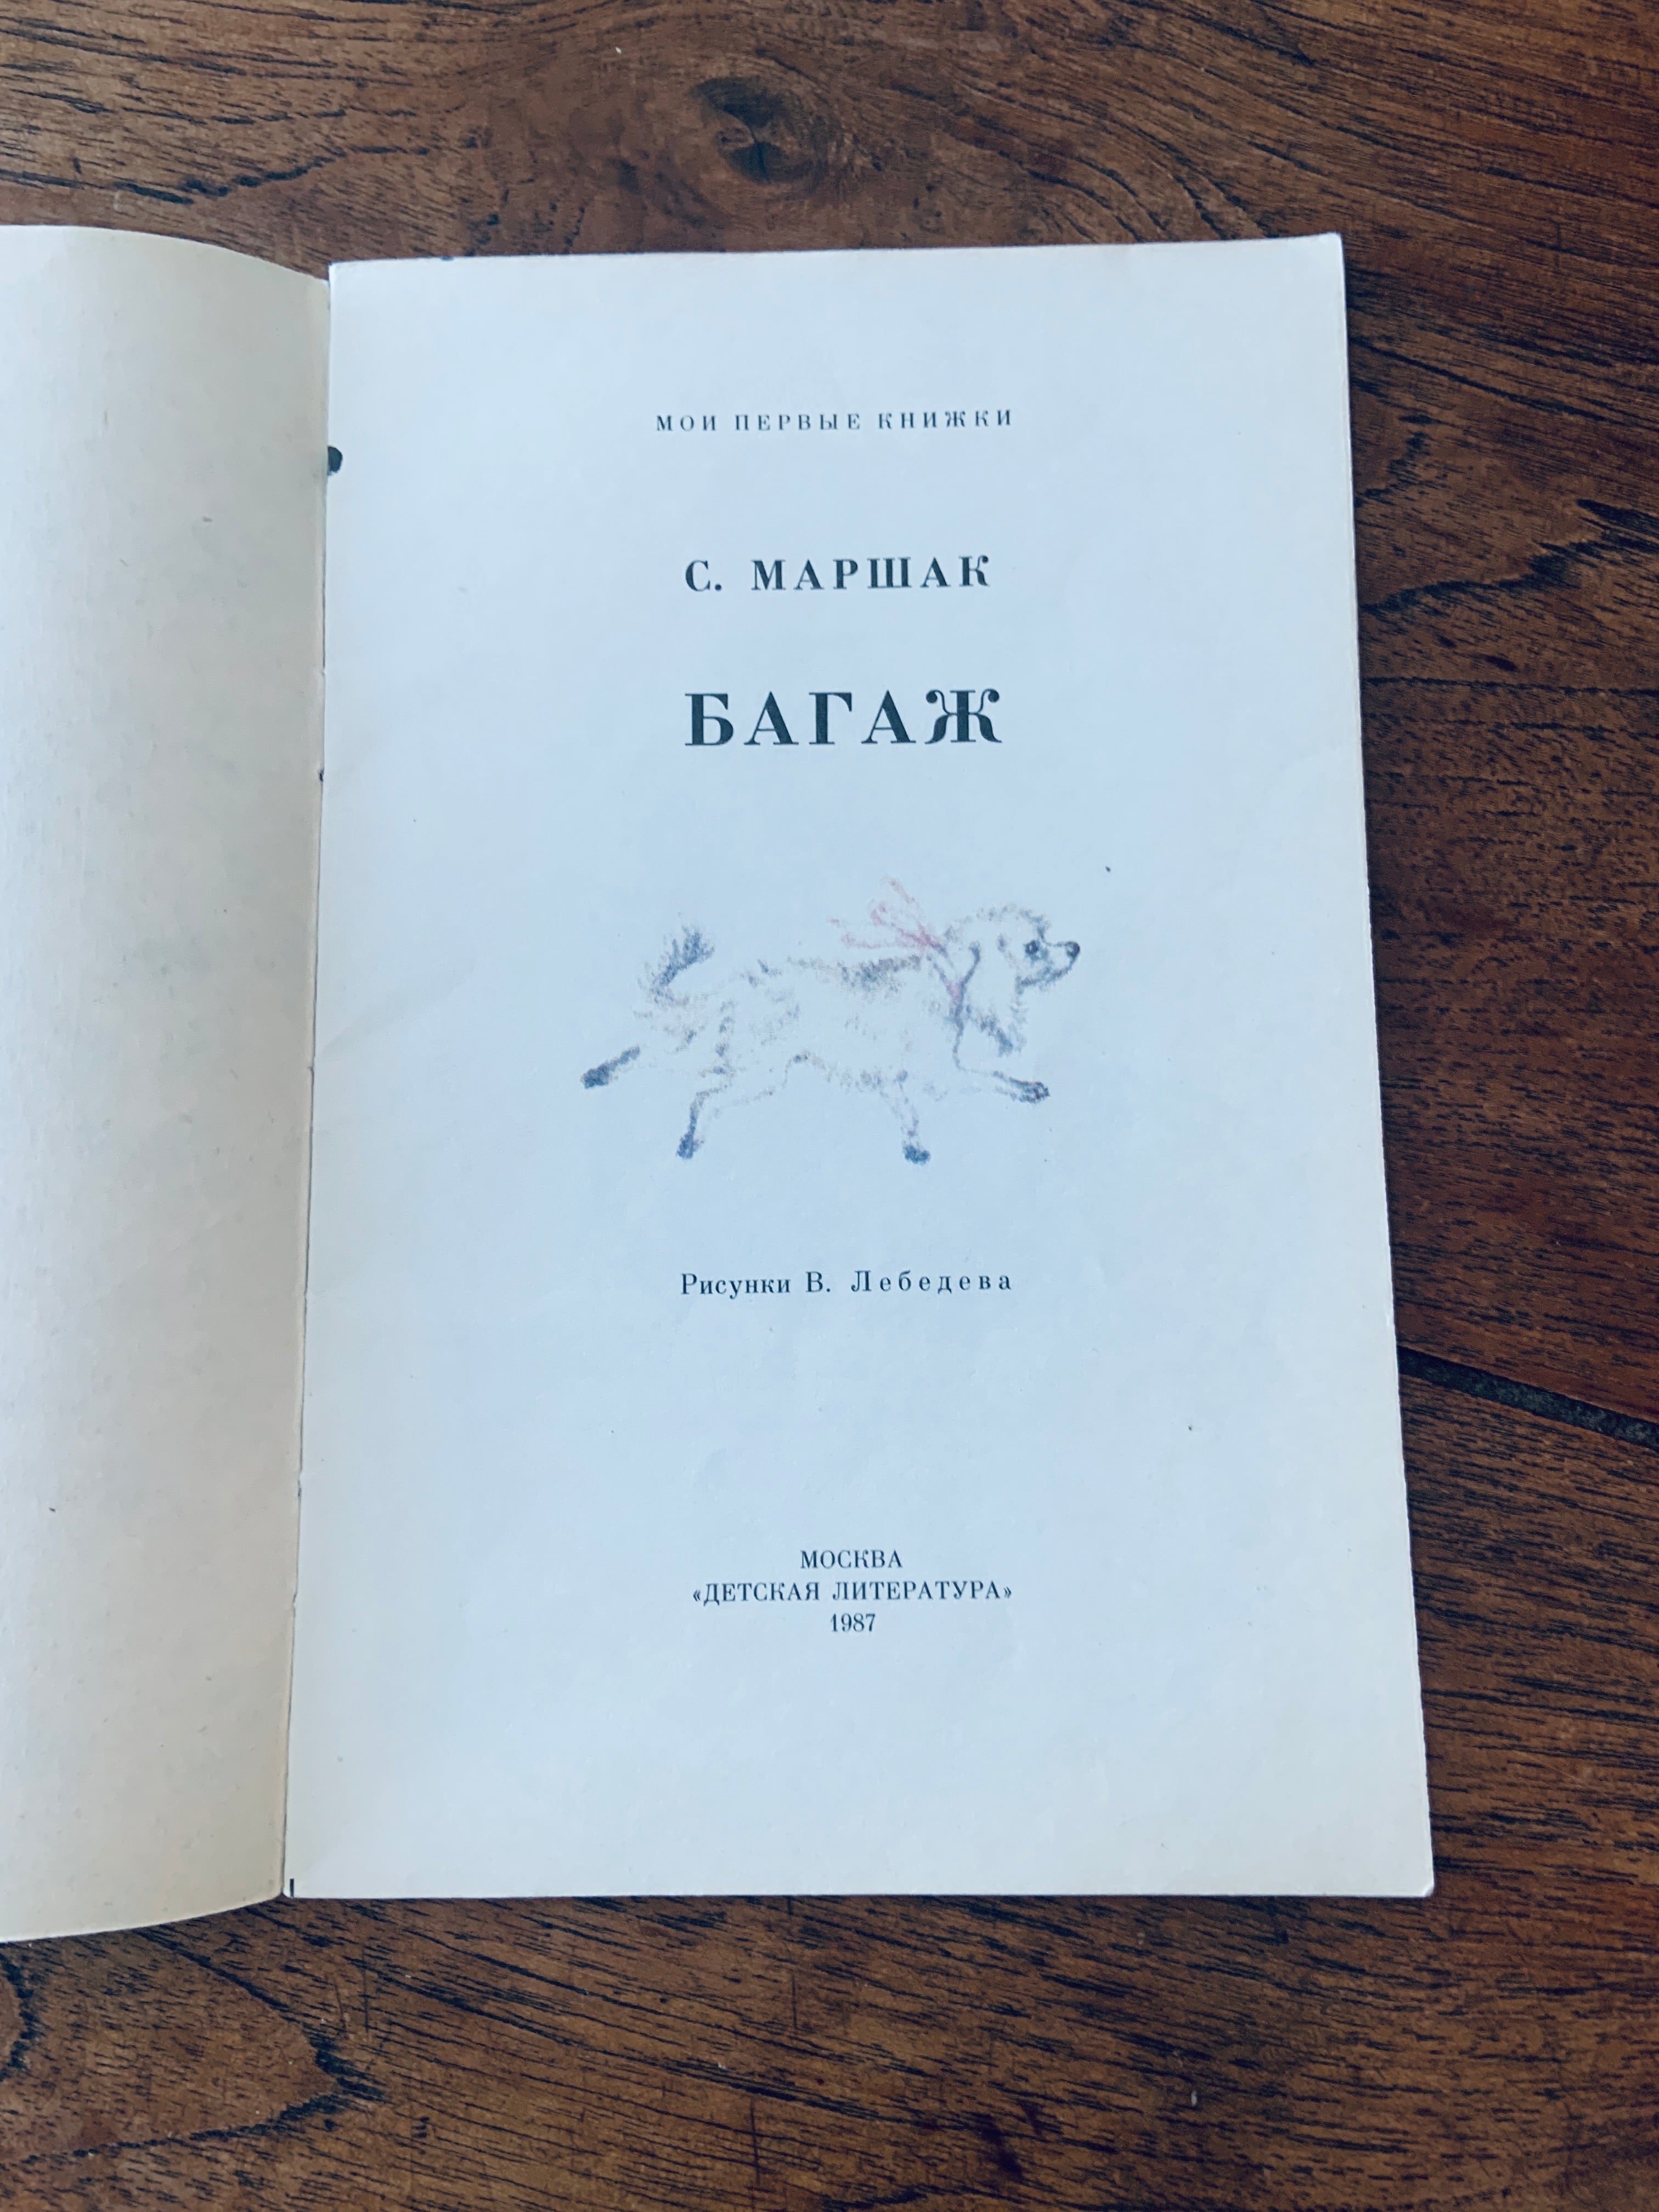 МОИ ПЕРВЫЕ КНИЖКИ
С. МАРШАК
БАГАЖ
Рисунки В. Лебедева
МОСКВА
«ДЕТСКАЯ ЛИТЕРАТУРА»
1987